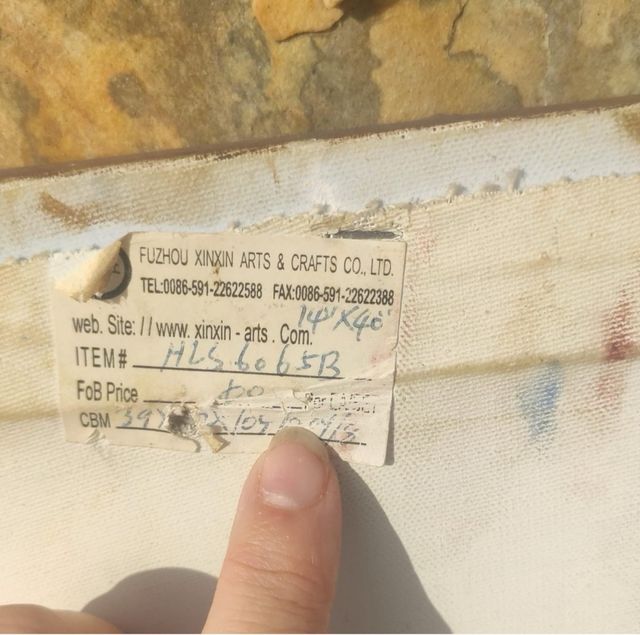 FUZHOU XINXIN ARTS & CRAFTS CO., LTD.
TEL:0086-591-22622588 FAX:0086-591-22622388
web. Site: //www. xinxin-arts. Com.
14"X40"
ITEM# HLS6065B
FoB Price
CBM